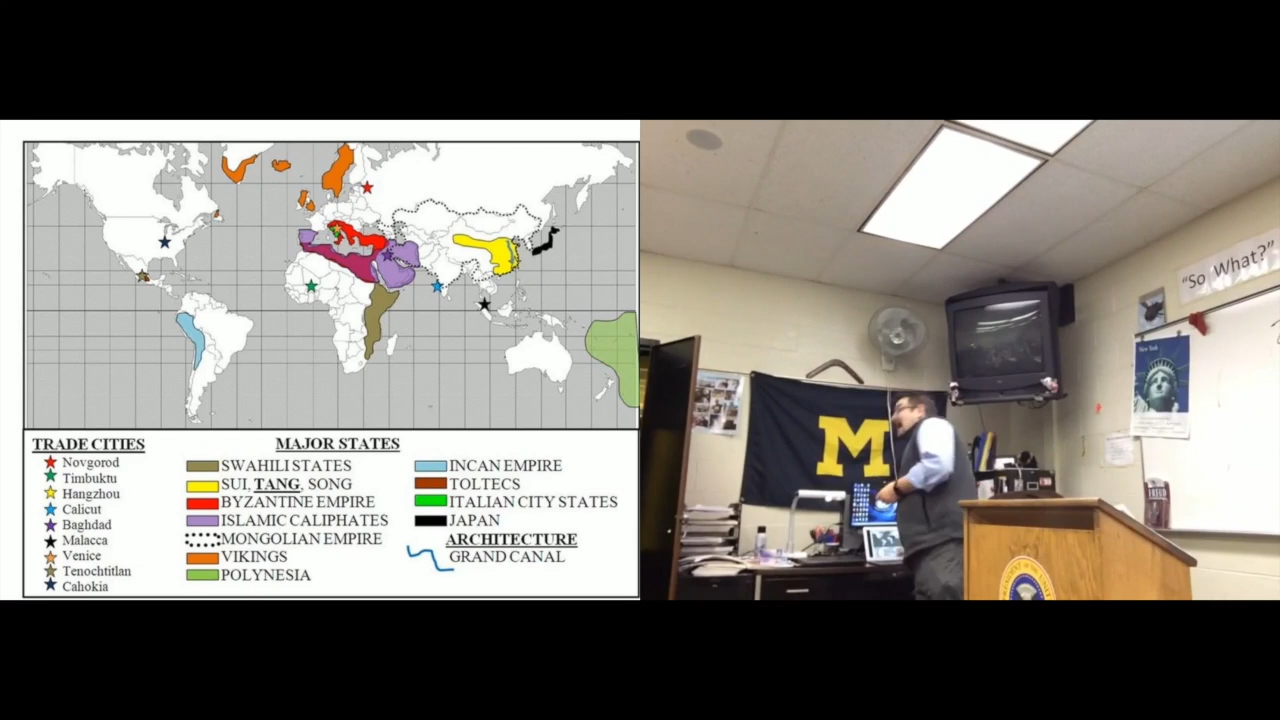 TRADE CITIES
Novgorod
Timbuktu
Hangzhou
Calicut
Baghdad
Malacca
Venice
Tenochtitlan
Cahokia
MAJOR STATES
SWAHILI STATES
SUI, TANG, SONG
BYZANTINE EMPIRE
ISLAMIC CALIPHATES
MONGOLIAN EMPIRE
VIKINGS
POLYNESIA
INCAN EMPIRE
TOLTECS
ITALIAN CITY STATES
JAPAN
ARCHITECTURE
GRAND CANAL
"So What?"
New York
M
FREUD